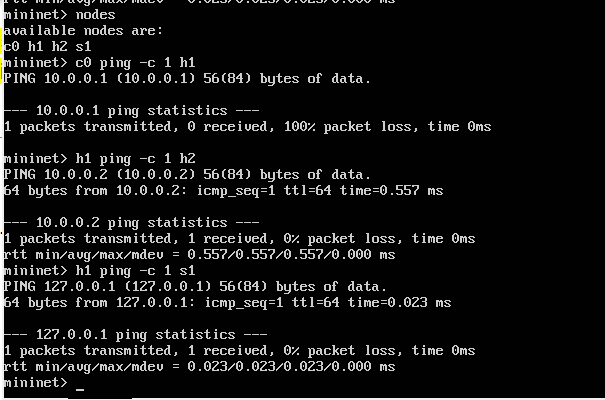 rtt min/avg/max/mdev = 0.023/0.023/0.023/0.000 ms
mininet> nodes
available nodes are:
c0 h1 h2 s1
mininet> c0 ping -c 1 h1
PING 10.0.0.1 (10.0.0.1) 56(84) bytes of data.
--- 10.0.0.1 ping statistics ---
1 packets transmitted, 0 received, 100% packet loss, time 0ms
mininet> h1 ping -c 1 h2
PING 10.0.0.2 (10.0.0.2) 56(84) bytes of data.
64 bytes from 10.0.0.2: icmp_seq=1 ttl=64 time=0.557 ms
--- 10.0.0.2 ping statistics ---
1 packets transmitted, 1 received, 0% packet loss, time 0ms
rtt min/avg/max/mdev = 0.557/0.557/0.557/0.000 ms
mininet> h1 ping -c 1 s1
PING 127.0.0.1 (127.0.0.1) 56(84) bytes of data.
64 bytes from 127.0.0.1: icmp_seq=1 ttl=64 time=0.023 ms
--- 127.0.0.1 ping statistics ---
1 packets transmitted, 1 received, 0% packet loss, time 0ms
rtt min/avg/max/mdev = 0.023/0.023/0.023/0.000 ms
mininet> _